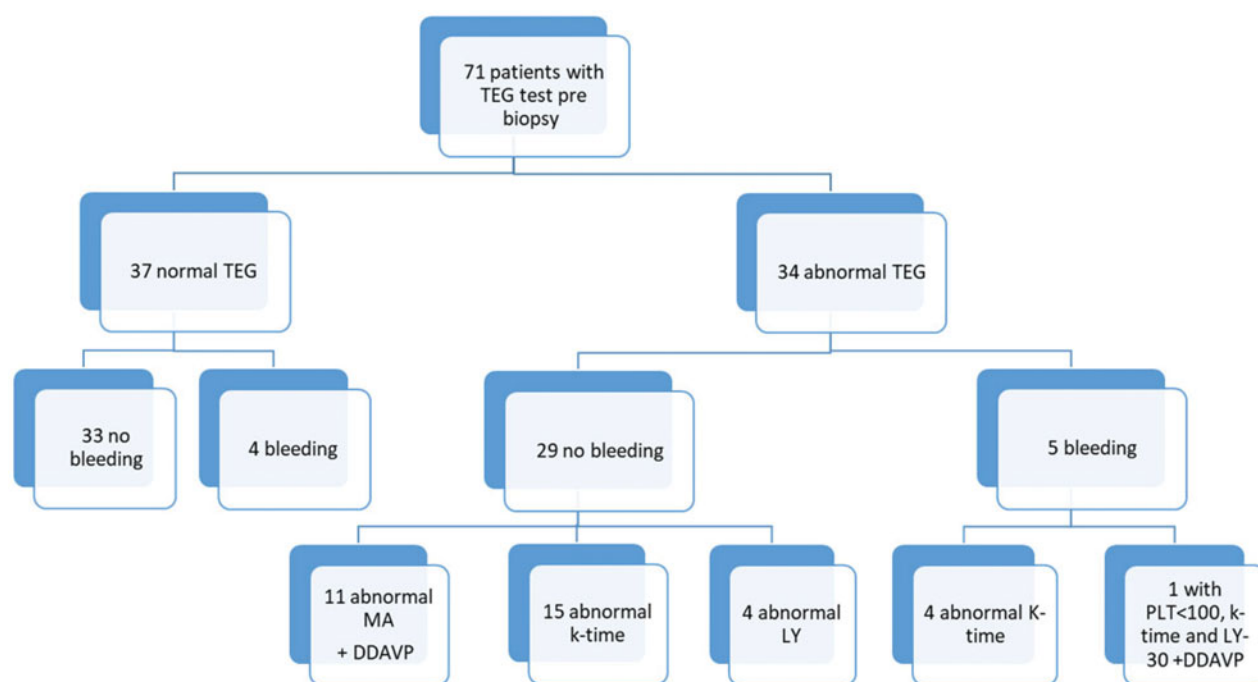 71 patients with
TEG test pre
biopsy
37 normal TEG
34 abnormal TEG
33 no
bleeding
4 bleeding
29 no bleeding
5 bleeding
11 abnormal
MA
+ DDAVP
15 abnormal
k-time
4 abnormal
LY
4 abnormal K-
time
1 with
PLT<100, k-
time and LY-
30 +DDAVP